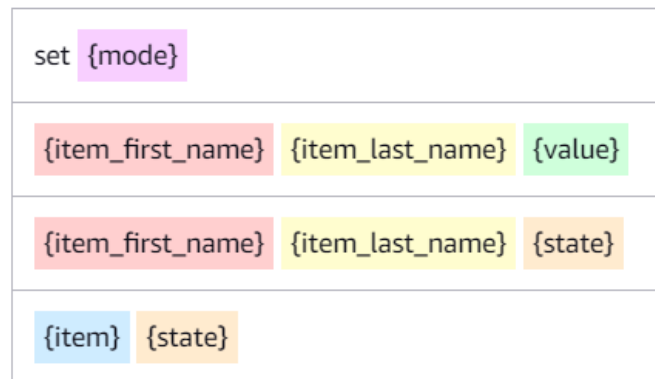 set {mode}
{item_first_name} {item_last_name} {value}
{item_first_name} {item_last_name} {state}
{item} {state}